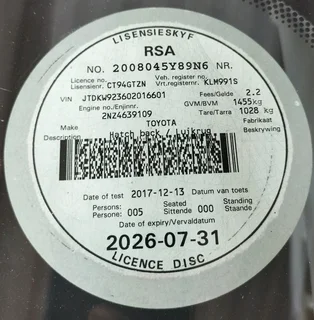 LISENSIESKYF
RSA
NO. 2008045Y89N6 NR.
Licence no./ Veh. register no./
Lisensienr. CT94GTZN Vrt.registernr. KLM991S
VIN JTDKW923602016601 Fees/Gelde 2.2
Engine no./Enjinnr. GVM/BVM 1455kg
2NZ4639109 Tare/Tarra 1028 kg
Make TOYOTA Fabrikaat
Description Hatch back / Luikrug Beskrywing
Date of test 2017-12-13 Datum van toets
Persons: 005 Seated 000 Standing
Persone: Sittende Staande
Date of expiry/Vervaldatum
2026-07-31
LICENCE DISC